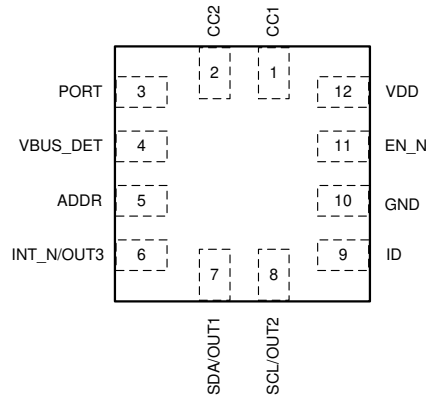 CC2
CC1
2
1
PORT
3
12
VDD
VBUS_DET
4
11
EN_N
ADDR
5
10
GND
INT_N/OUT3
6
9
ID
7
8
SDA/OUT1
SCL/OUT2